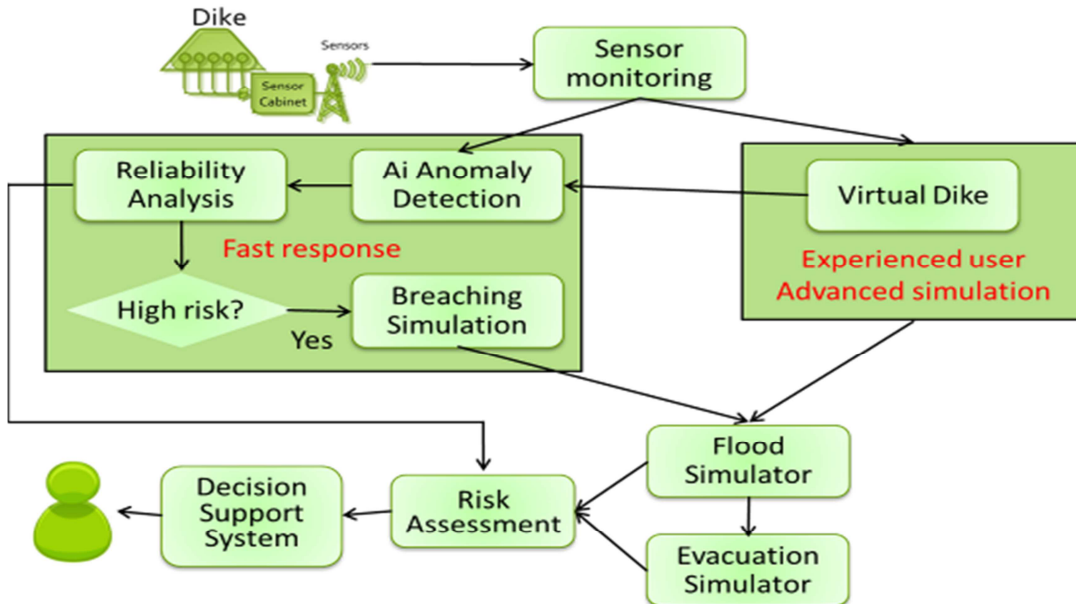 Dike
Sensors
Sensor
Cabinet
Sensor
monitoring
Reliability
Analysis
Ai Anomaly
Detection
Virtual Dike
Fast response
Experienced user
Advanced simulation
High risk?
Yes
Breaching
Simulation
Flood
Simulator
Decision
Support
System
Risk
Assessment
Evacuation
Simulator